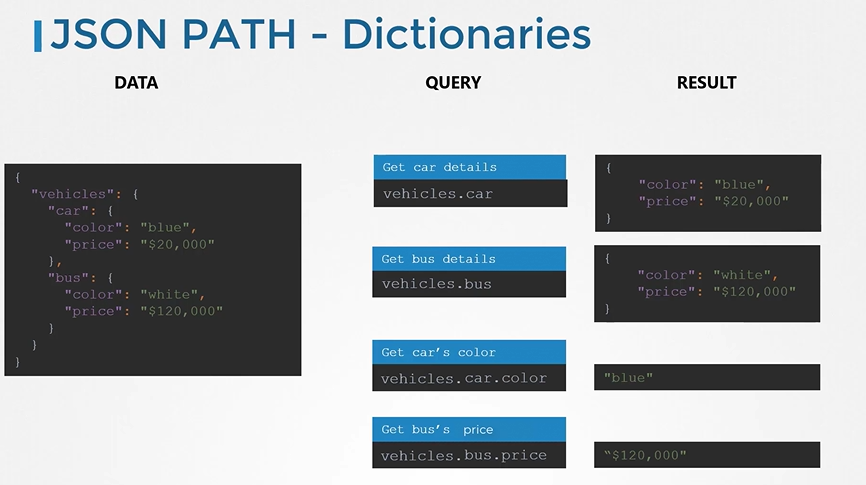 JSON PATH - Dictionaries
DATA
QUERY
RESULT
{
"vehicles": {
"car": {
"color": "blue",
"price": "$20,000"
},
"bus": {
"color": "white",
"price": "$120,000"
}
}
}
Get car details
vehicles.car
{
"color": "blue",
"price": "$20,000"
}
Get bus details
vehicles.bus
{
"color": "white",
"price": "$120,000"
}
Get car’s color
vehicles.car.color
"blue"
Get bus’s price
vehicles.bus.price
“$120,000"